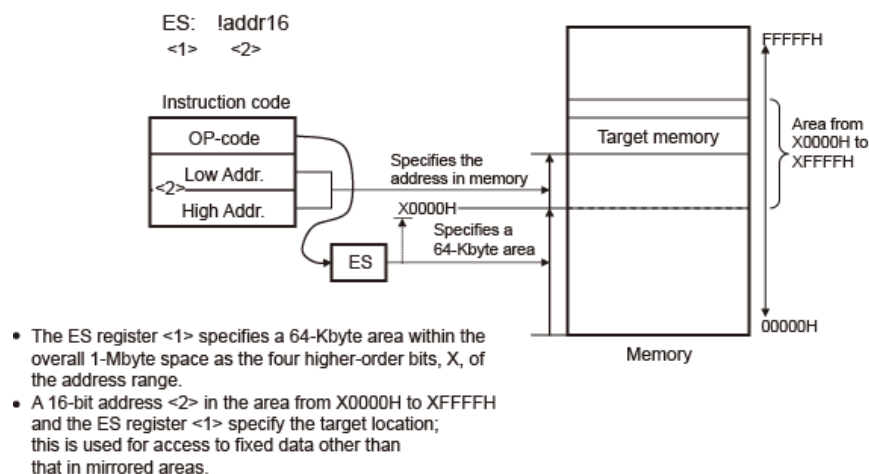 ES: !addr16
<1> <2>
Instruction code
OP-code
Low Addr.
<2>
High Addr.
ES
Specifies the
address in memory
X0000H
Specifies a
64-Kbyte area
Target memory
FFFFFH
Area from
X0000H to
XFFFFH
00000H
Memory
• The ES register <1> specifies a 64-Kbyte area within the
overall 1-Mbyte space as the four higher-order bits, X, of
the address range.
• A 16-bit address <2> in the area from X0000H to XFFFFH
and the ES register <1> specify the target location;
this is used for access to fixed data other than
that in mirrored areas.